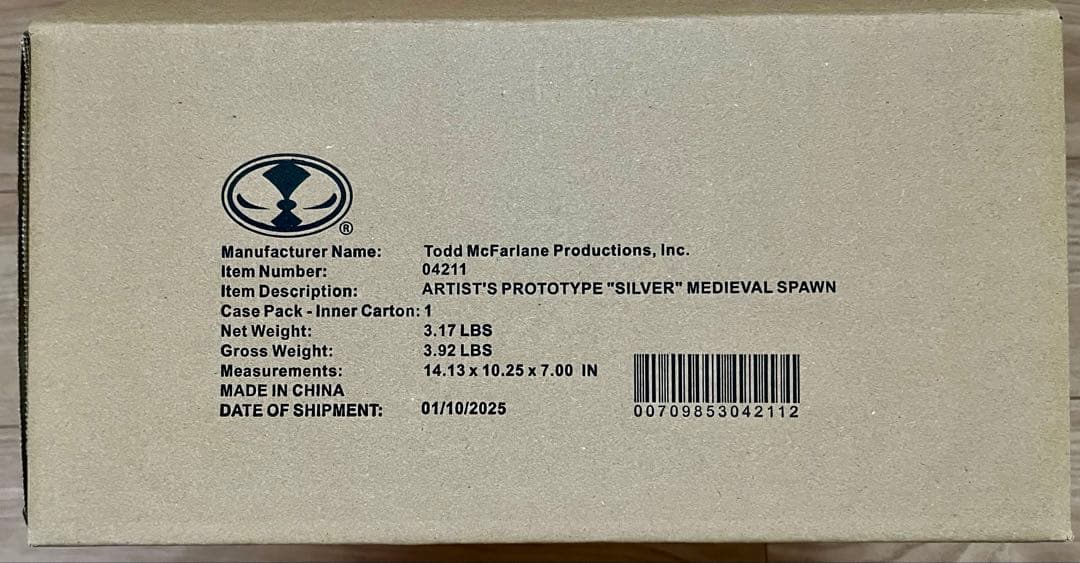 ®
Manufacturer Name: Todd McFarlane Productions, Inc.
Item Number: 04211
Item Description: ARTIST'S PROTOTYPE "SILVER" MEDIEVAL SPAWN
Case Pack - Inner Carton: 1
Net Weight: 3.17 LBS
Gross Weight: 3.92 LBS
Measurements: 14.13 x 10.25 x 7.00 IN
MADE IN CHINA
DATE OF SHIPMENT: 01/10/2025
00709853042112